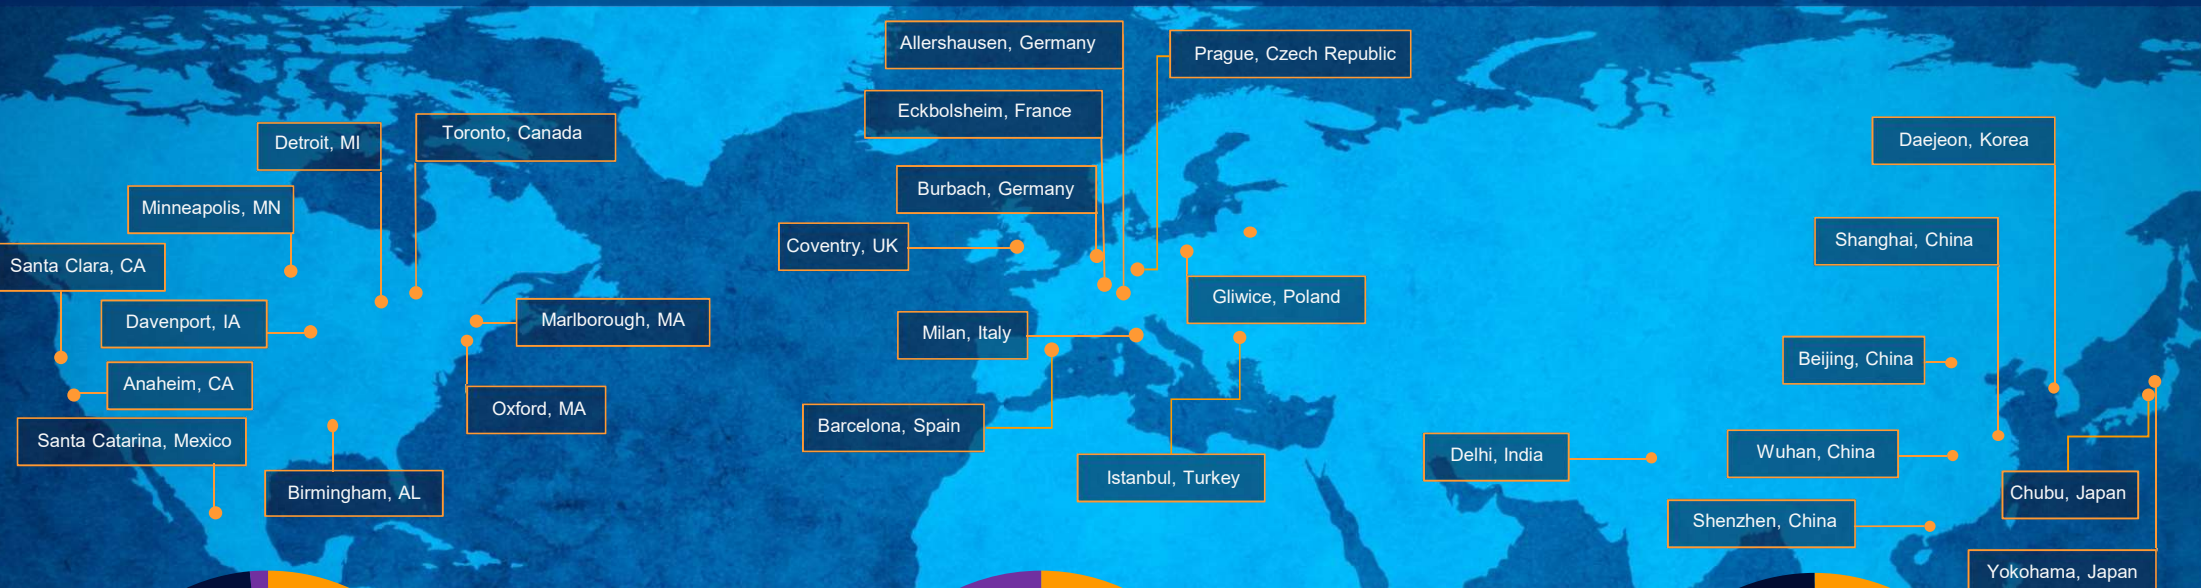 Allershausen, Germany
Prague, Czech Republic
Eckbolsheim, France
Detroit, MI
Toronto, Canada
Daejeon, Korea
Burbach, Germany
Minneapolis, MN
Coventry, UK
Shanghai, China
Santa Clara, CA
Gliwice, Poland
Davenport, IA
Marlborough, MA
Milan, Italy
Beijing, China
Anaheim, CA
Oxford, MA
Barcelona, Spain
Santa Catarina, Mexico
Delhi, India
Wuhan, China
Istanbul, Turkey
Birmingham, AL
Chubu, Japan
Shenzhen, China
Yokohama, Japan